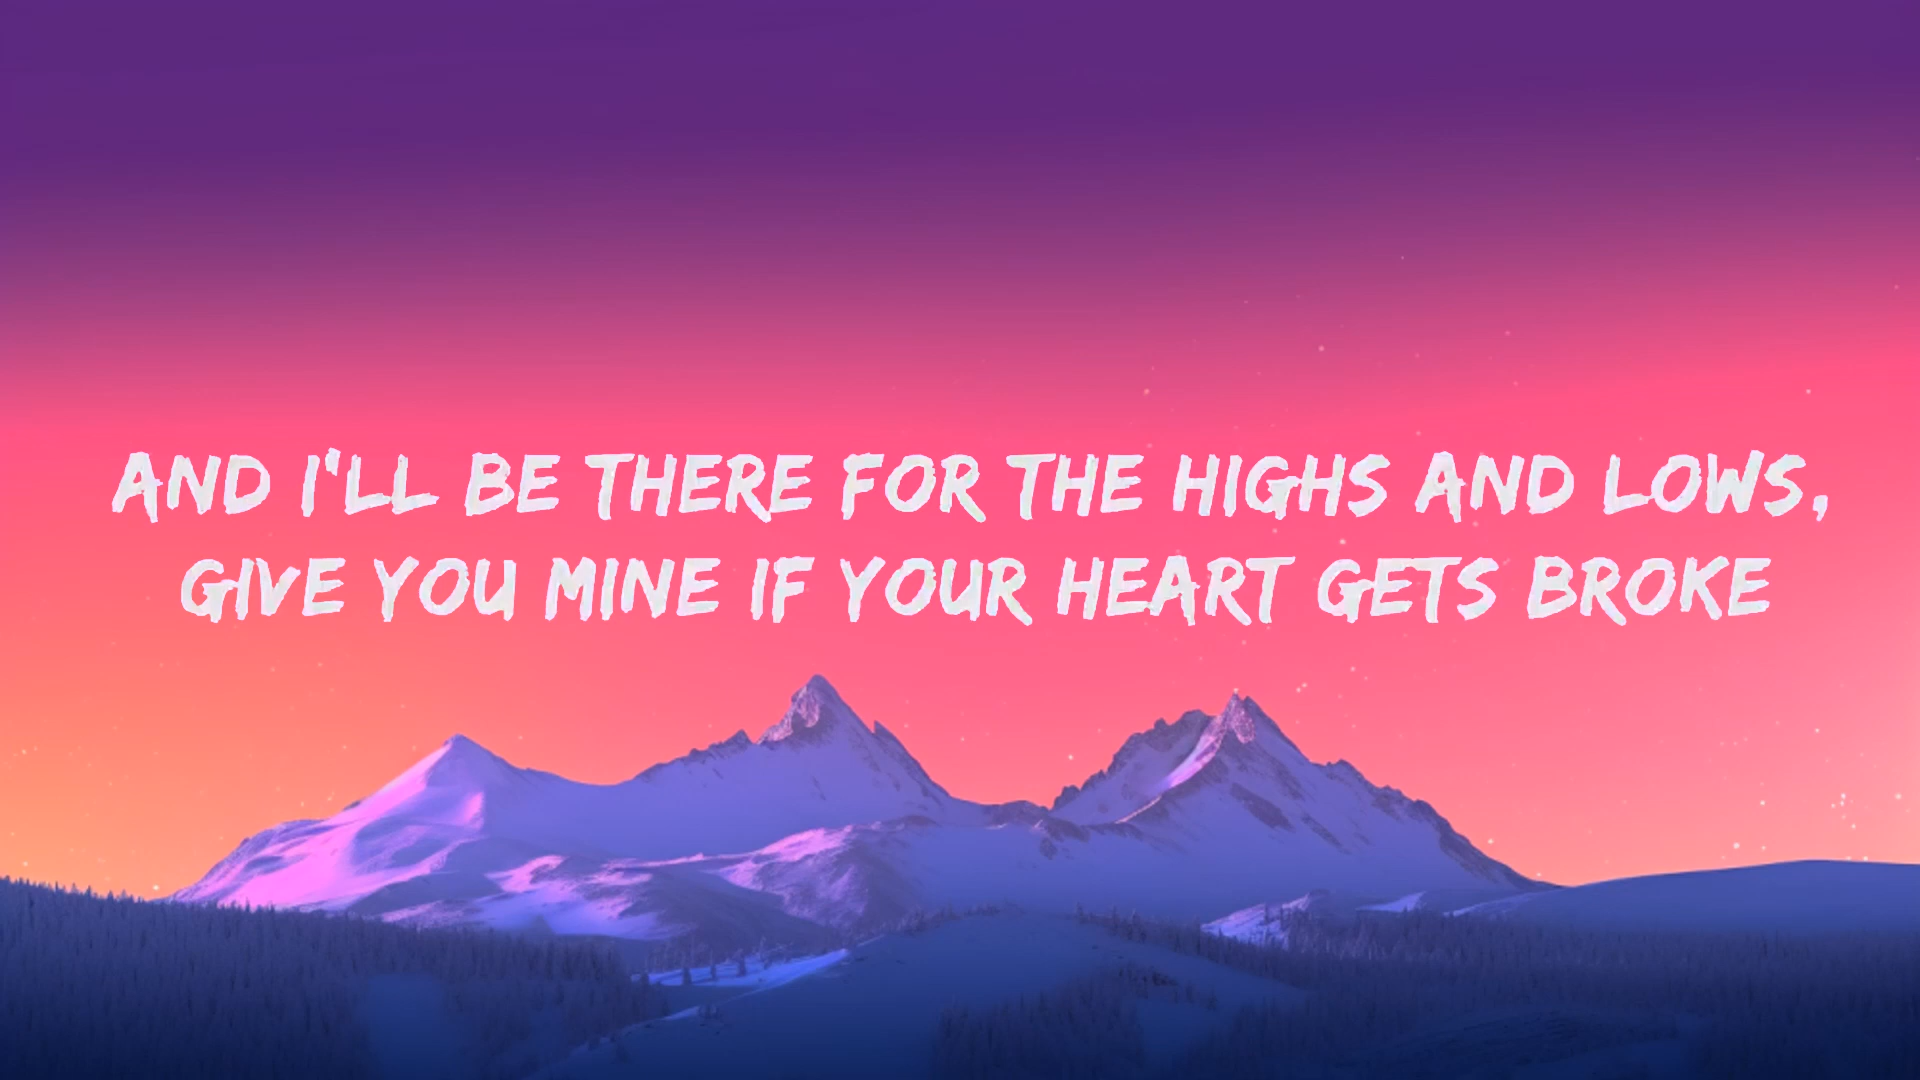 AND I'LL BE THERE FOR THE HIGHS AND LOWS,
GIVE YOU MINE IF YOUR HEART GETS BROKE